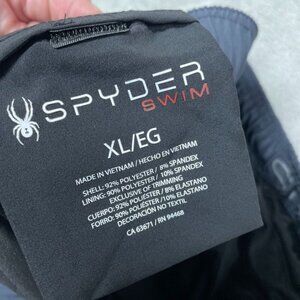 SPYDER
SWIM
XL/EG
MADE IN VIETNAM / HECHO EN VIETNAM
SHELL: 92% POLYESTER / 8% SPANDEX
LINING: 90% POLYESTER / 10% SPANDEX
EXCLUSIVE OF TRIMMING
CUERPO: 92% POLIÉSTER / 8% ELASTANO
FORRO: 90% POLIÉSTER / 10% ELASTANO
DECORACIÓN NO TEXTIL
CA 63671 / RN 94468